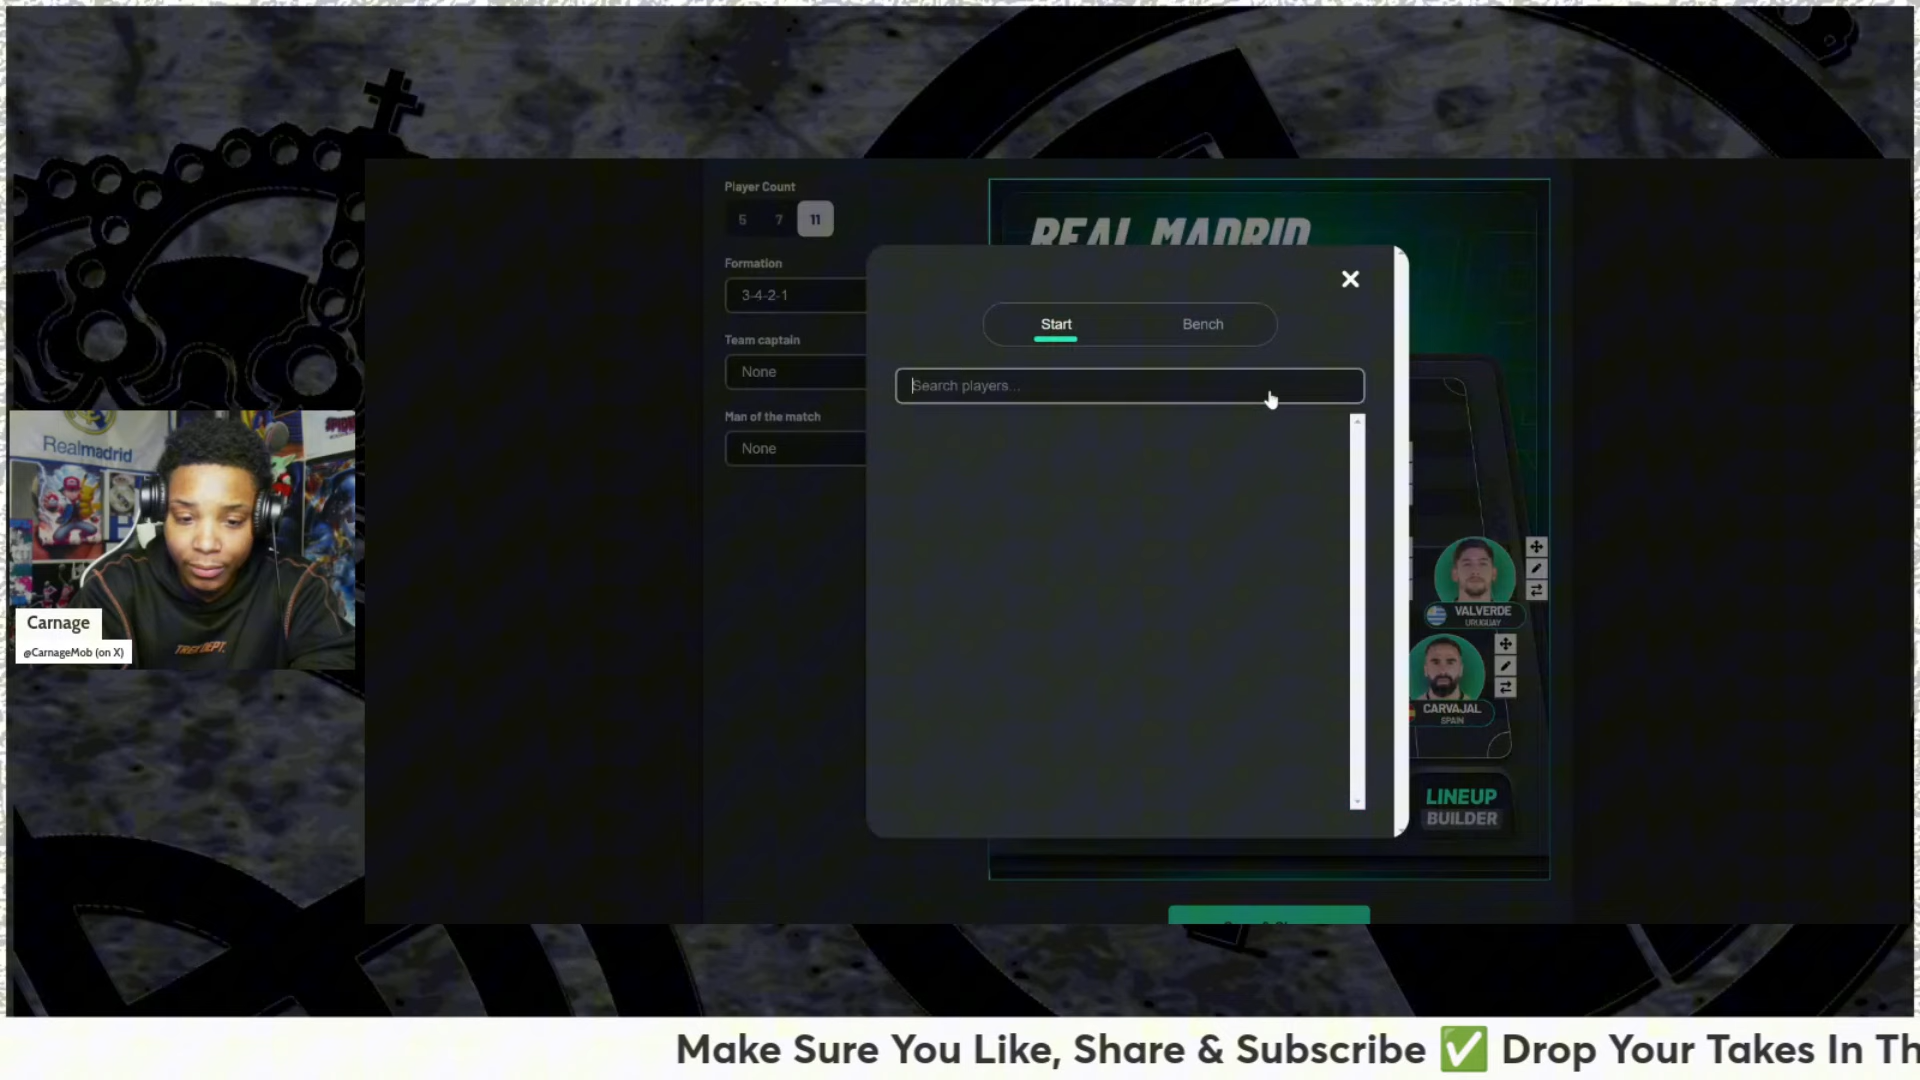 Player Count
5 7 11
Formation
3-4-2-1
Team captain
None
Man of the match
None
REAL MADRID
Start Bench
Search players...
VALVERDE
URUGUAY
CARVAJAL
SPAIN
LINEUP
BUILDER
Realmadrid
Carnage
@CarnageMob (on X)
Make Sure You Like, Share & Subscribe ✅ Drop Your Takes In Th